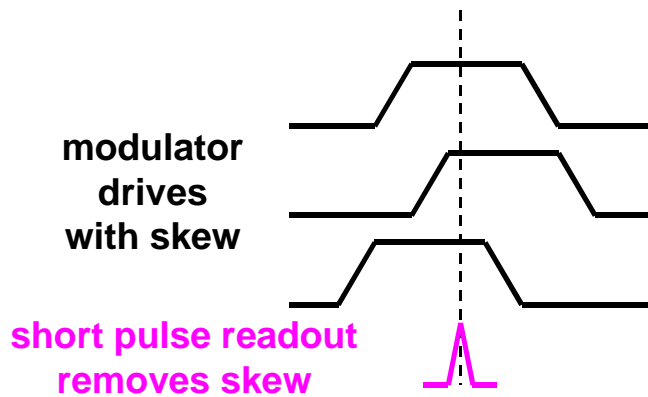 modulator
drives
with skew
short pulse readout
removes skew